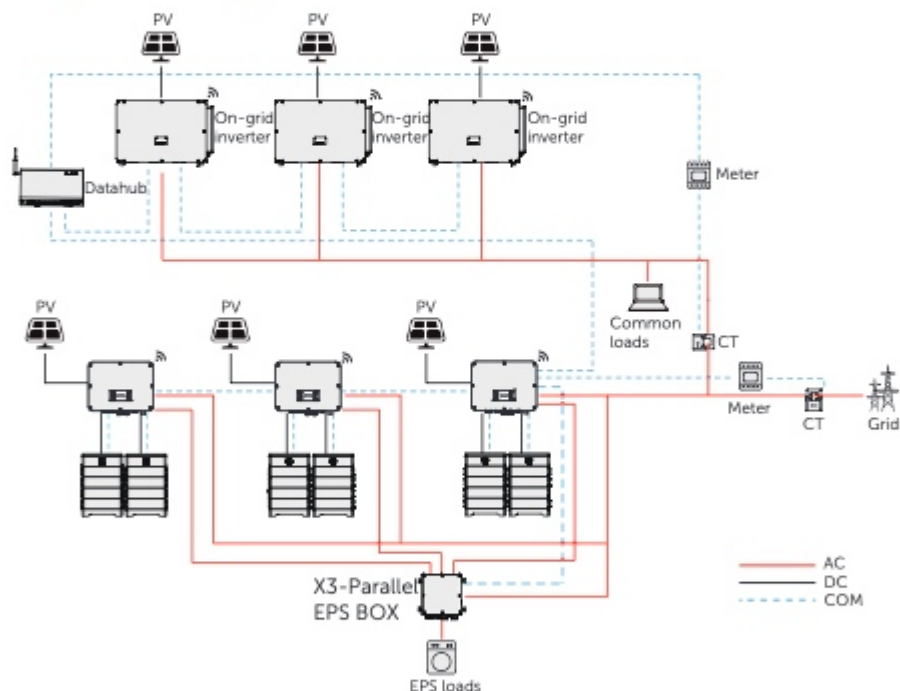 PV
PV
PV
On-grid
inverter
On-grid
inverter
On-grid
inverter
Datahub
Meter
PV
PV
PV
Common
loads
CT
Meter
CT
Grid
X3-Parallel
EPS BOX
EPS loads
AC
DC
COM